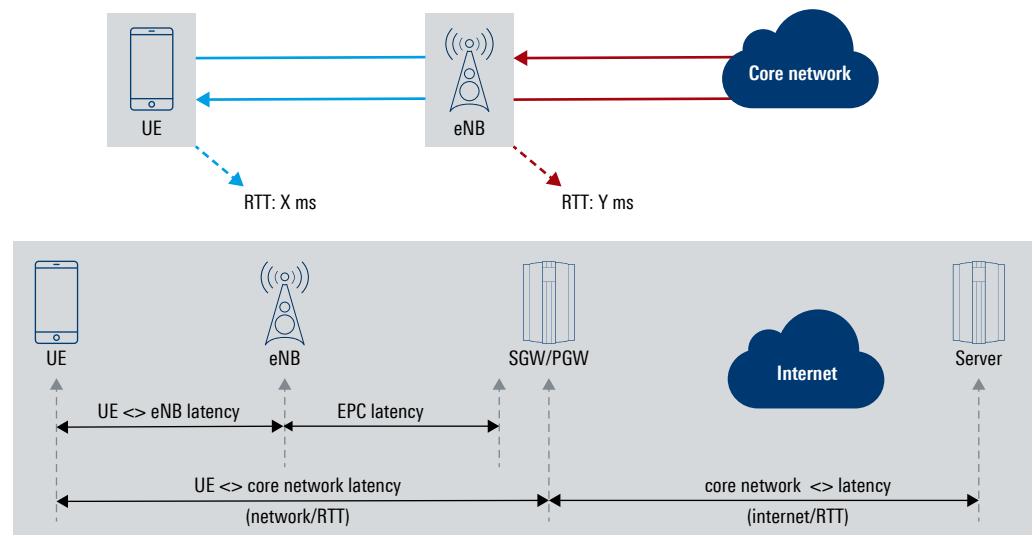 Core network
UE
eNB
RTT: X ms
RTT: Y ms
UE
eNB
SGW/PGW
Internet
Server
UE <> eNB latency
EPC latency
UE <> core network latency
(network/RTT)
core network <> latency
(internet/RTT)